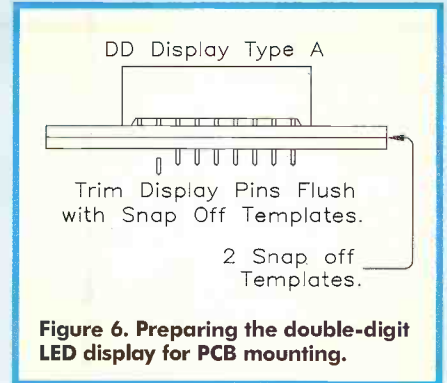 DD Display Type A
Trim Display Pins Flush
with Snap Off Templates.
2 Snap off
Templates.
Figure 6. Preparing the double-digit
LED display for PCB mounting.